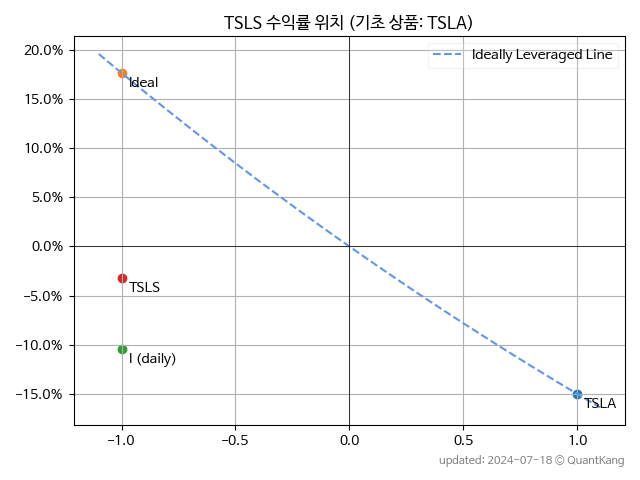 TSLS 수익률 위치 (기초 상품: TSLA)
Ideally Leveraged Line
20.0%
15.0%
10.0%
5.0%
0.0%
−5.0%
−10.0%
−15.0%
Ideal
TSLS
I (daily)
TSLA
−1.0 −0.5 0.0 0.5 1.0
updated: 2024-07-18 © QuantKang